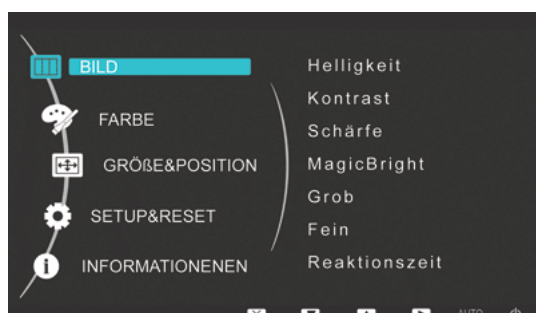 BILD
FARBE
GRÖßE&POSITION
SETUP&RESET
INFORMATIONENEN
Helligkeit
Kontrast
Schärfe
MagicBright
Grob
Fein
Reaktionszeit
AUTO